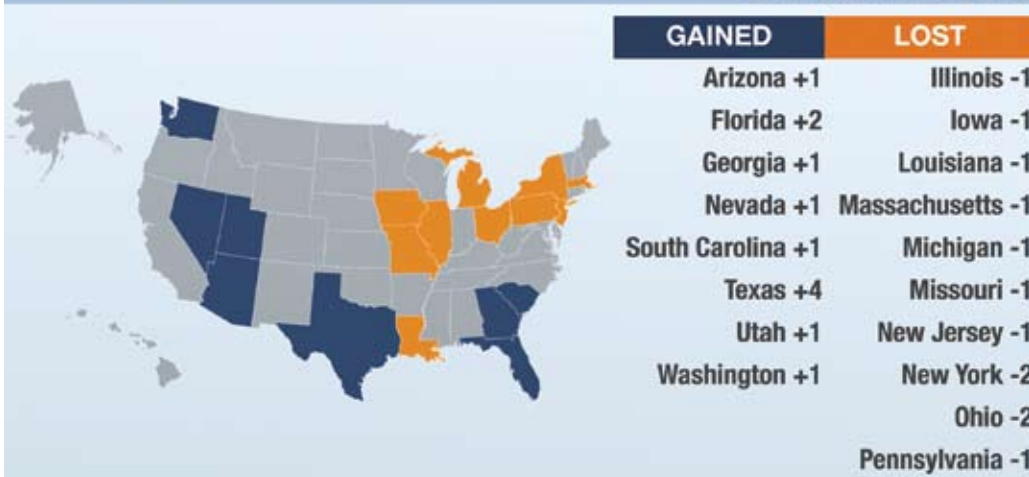 GAINED LOST
Arizona +1 Illinois -1
Florida +2 Iowa -1
Georgia +1 Louisiana -1
Nevada +1 Massachusetts -1
South Carolina +1 Michigan -1
Texas +4 Missouri -1
Utah +1 New Jersey -1
Washington +1 New York -2
Ohio -2
Pennsylvania -1